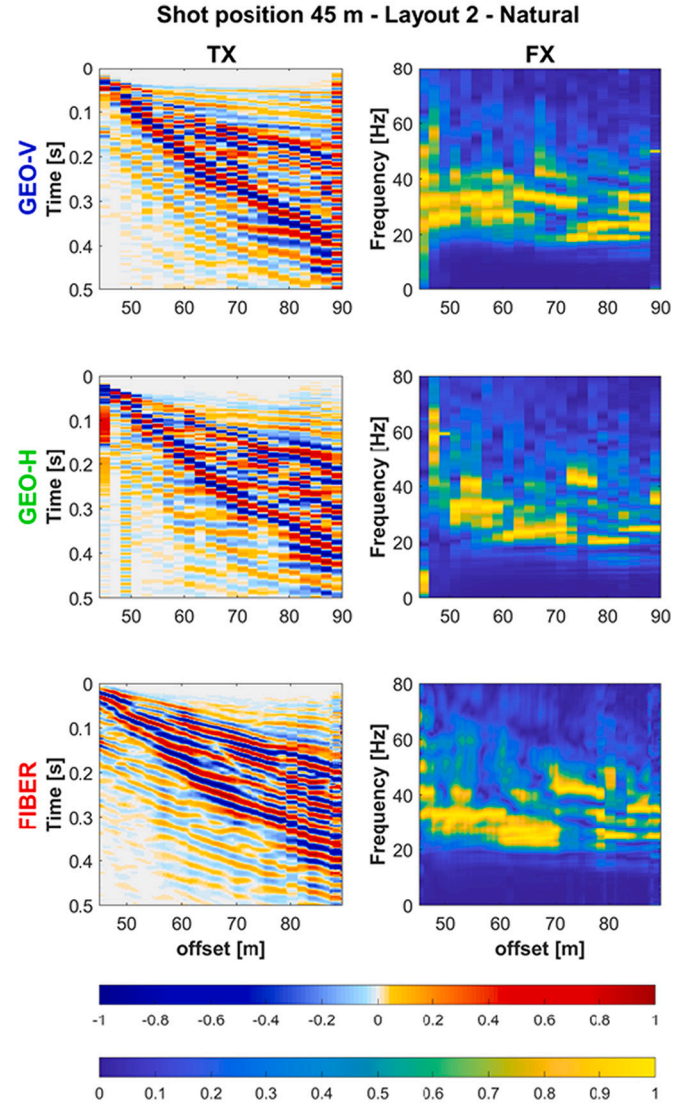 Shot position 45 m - Layout 2 - Natural
TX
FX
GEO-V
Time [s]
0
0.1
0.2
0.3
0.4
0.5
50 60 70 80 90
Frequency [Hz]
80
60
40
20
0
50 60 70 80 90
GEO-H
Time [s]
0
0.1
0.2
0.3
0.4
0.5
50 60 70 80 90
Frequency [Hz]
80
60
40
20
0
50 60 70 80 90
FIBER
Time [s]
0
0.1
0.2
0.3
0.4
0.5
50 60 70 80
offset [m]
Frequency [Hz]
80
60
40
20
0
50 60 70 80
offset [m]
-1 -0.8 -0.6 -0.4 -0.2 0 0.2 0.4 0.6 0.8 1
0 0.1 0.2 0.3 0.4 0.5 0.6 0.7 0.8 0.9 1